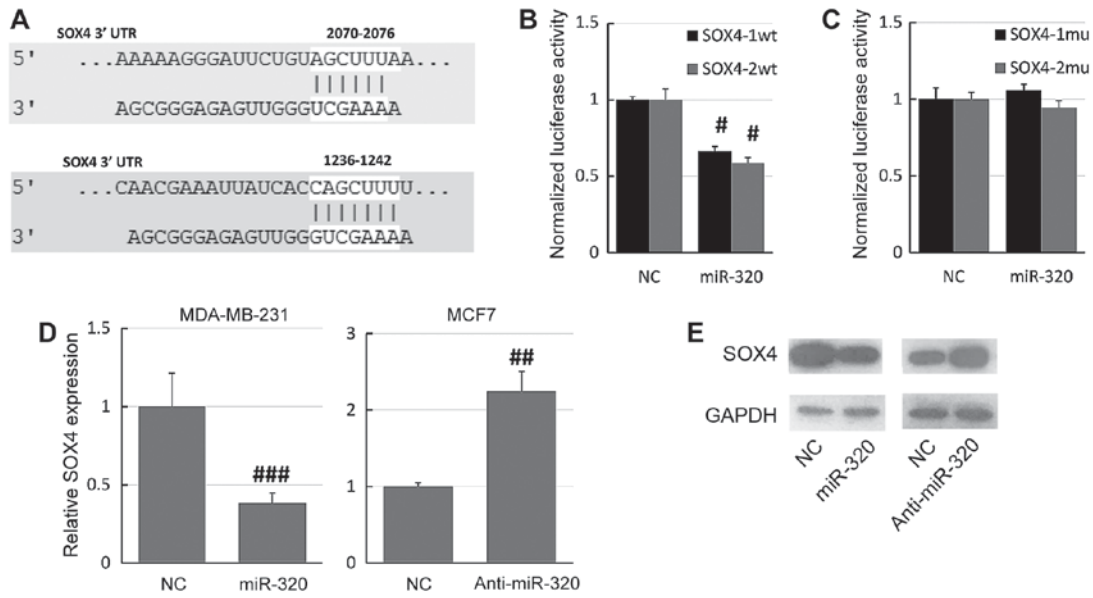 A
SOX4 3' UTR 2070-2076
5' ...AAAAAGGGAUUCUGUAGCUUUAA...
3' AGCGGGAGAGUUGGGUCGAAAA
SOX4 3' UTR 1236-1242
5' ...CAACGAAAUUAUCACCAGCUUUU...
3' AGCGGGAGAGUUGGGUCGAAAA
B
Normalized luciferase activity
1.5
1
0.5
0
SOX4-1wt
SOX4-2wt
# #
NC miR-320
C
Normalized luciferase activity
1.5
1
0.5
0
SOX4-1mu
SOX4-2mu
NC miR-320
D
Relative SOX4 expression
MDA-MB-231
1.5
1
0.5
0
###
NC miR-320
MCF7
3
2
1
0
##
NC Anti-miR-320
E
SOX4
GAPDH
NC miR-320 NC Anti-miR-320